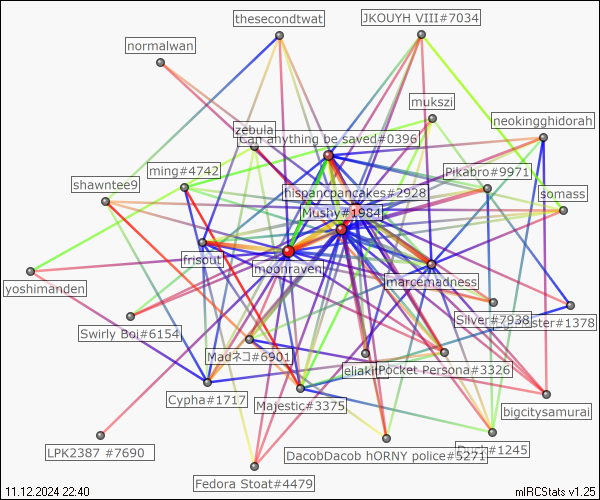 thesecondtwat
JKOUYH VIII#7034
normalwan
mukszi
neokingghidorah
zebula
can anything be saved#0396
ming#4742
Pikabro#9971
shawntee9
hispancpancakes#2928
somass
Mushy#1984
frisout
moonraven
marcemadness
yoshimanden
Silver#7938
ster#1378
Swirly Boi#6154
Madネコ#6901
eliaki
Pocket Persona#3326
Cypha#1717
Majestic#3375
bigcitysamurai
LPK2387 #7690
DacobDacob hORNY police#5271
#1245
Fedora Stoat#4479
11.12.2024 22:40
mIRCStats v1.25